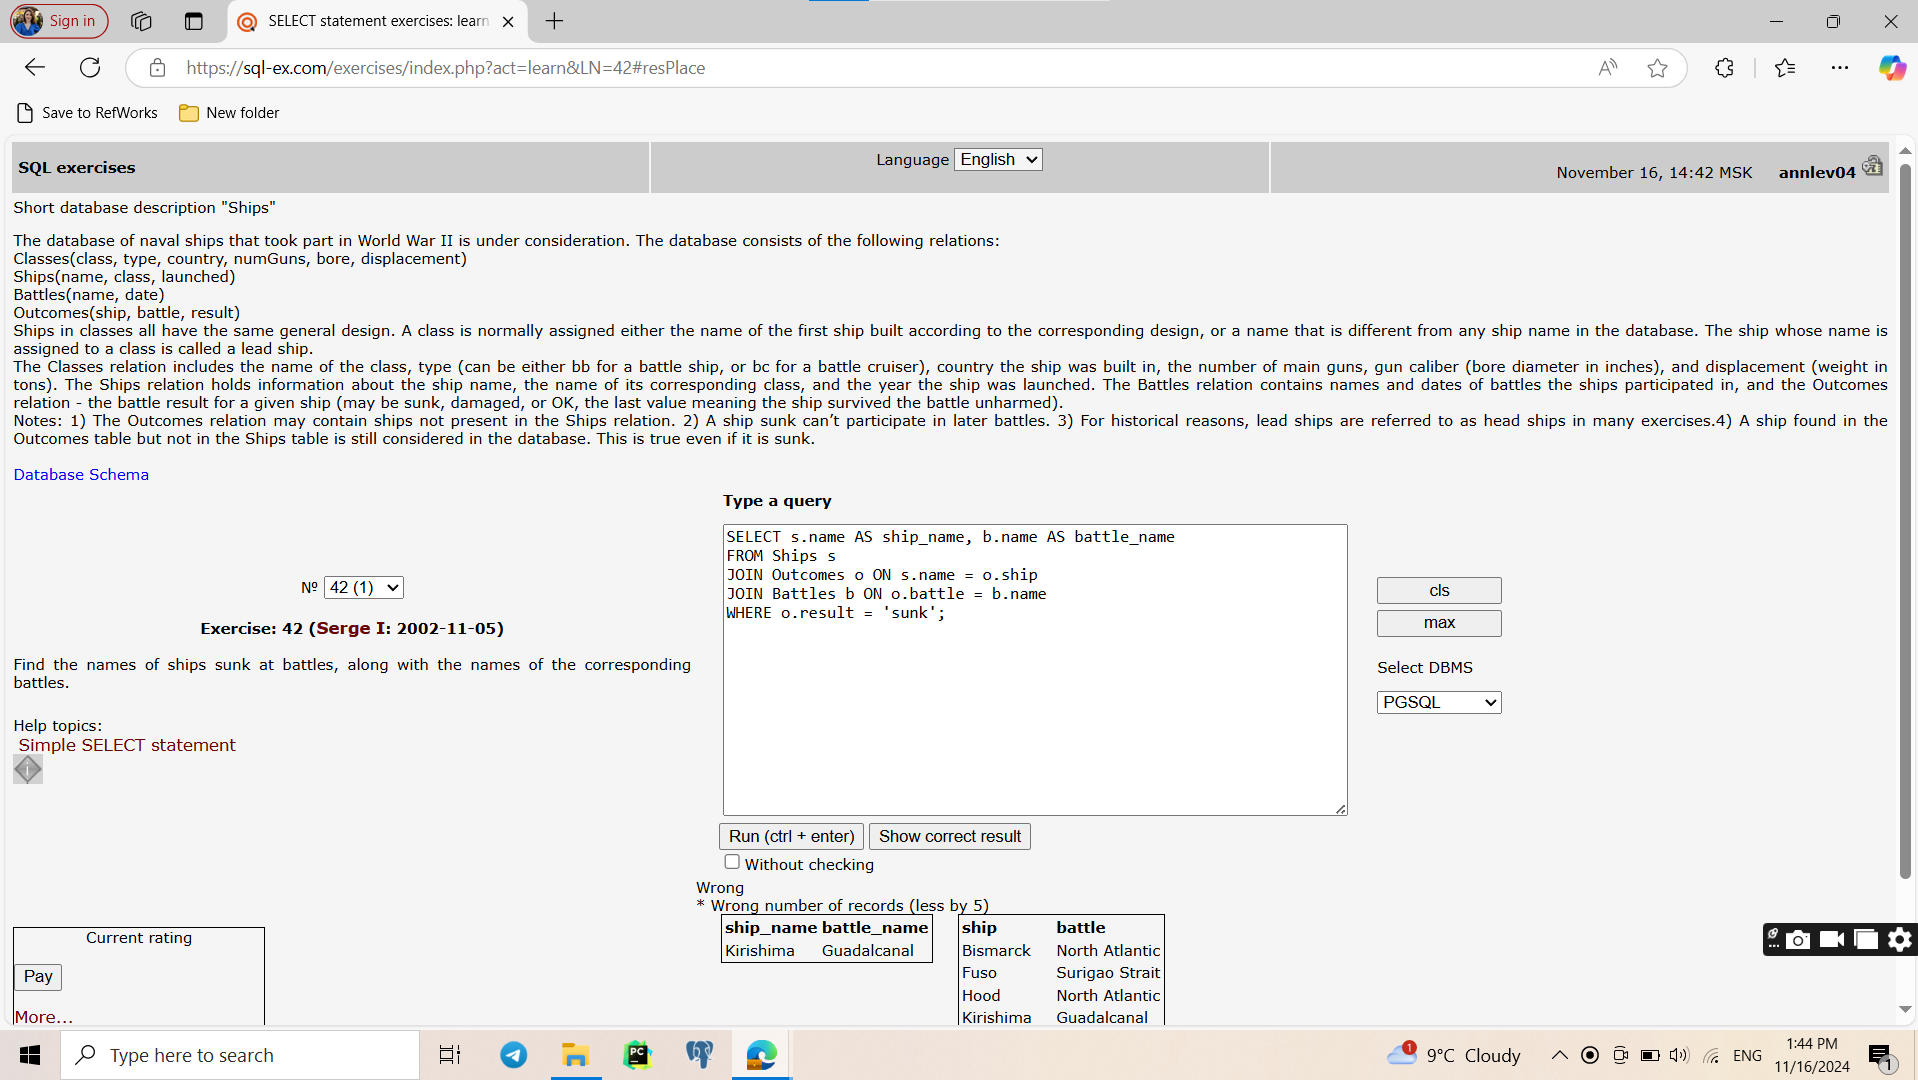 Sign in
SELECT statement exercises: learn
https://sql-ex.com/exercises/index.php?act=learn&LN=42#resPlace
Save to RefWorks
New folder
SQL exercises
Language English
November 16, 14:42 MSK annlev04
Short database description "Ships"
The database of naval ships that took part in World War II is under consideration. The database consists of the following relations:
Classes(class, type, country, numGuns, bore, displacement)
Ships(name, class, launched)
Battles(name, date)
Outcomes(ship, battle, result)
Ships in classes all have the same general design. A class is normally assigned either the name of the first ship built according to the corresponding design, or a name that is different from any ship name in the database. The ship whose name is
assigned to a class is called a lead ship.
The Classes relation includes the name of the class, type (can be either bb for a battle ship, or bc for a battle cruiser), country the ship was built in, the number of main guns, gun caliber (bore diameter in inches), and displacement (weight in
tons). The Ships relation holds information about the ship name, the name of its corresponding class, and the year the ship was launched. The Battles relation contains names and dates of battles the ships participated in, and the Outcomes
relation - the battle result for a given ship (may be sunk, damaged, or OK, the last value meaning the ship survived the battle unharmed).
Notes: 1) The Outcomes relation may contain ships not present in the Ships relation. 2) A ship sunk can’t participate in later battles. 3) For historical reasons, lead ships are referred to as head ships in many exercises.4) A ship found in the
Outcomes table but not in the Ships table is still considered in the database. This is true even if it is sunk.
Database Schema
Type a query
SELECT s.name AS ship_name, b.name AS battle_name
FROM Ships s
JOIN Outcomes o ON s.name = o.ship
JOIN Battles b ON o.battle = b.name
WHERE o.result = 'sunk';
№ 42 (1)
Exercise: 42 (Serge I: 2002-11-05)
Find the names of ships sunk at battles, along with the names of the corresponding
battles.
Help topics:
Simple SELECT statement
cls
max
Select DBMS
PGSQL
Run (ctrl + enter)
Show correct result
Without checking
Wrong
* Wrong number of records (less by 5)
ship_name battle_name
Kirishima Guadalcanal
ship battle
Bismarck North Atlantic
Fuso Surigao Strait
Hood North Atlantic
Kirishima Guadalcanal
Current rating
Pay
More...
Type here to search
PC
1
9°C Cloudy
ENG
1:44 PM
11/16/2024
1